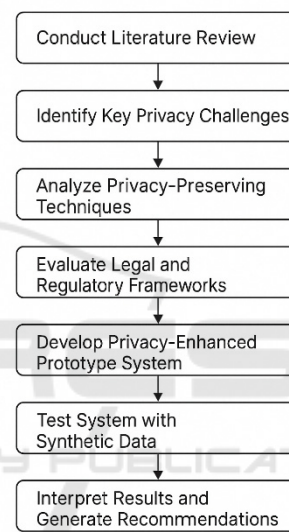 Conduct Literature Review
Identify Key Privacy Challenges
Analyze Privacy-Preserving
Techniques
Evaluate Legal and
Regulatory Frameworks
Develop Privacy-Enhanced
Prototype System
Test System with
Synthetic Data
Interpret Results and
Generate Recommendations